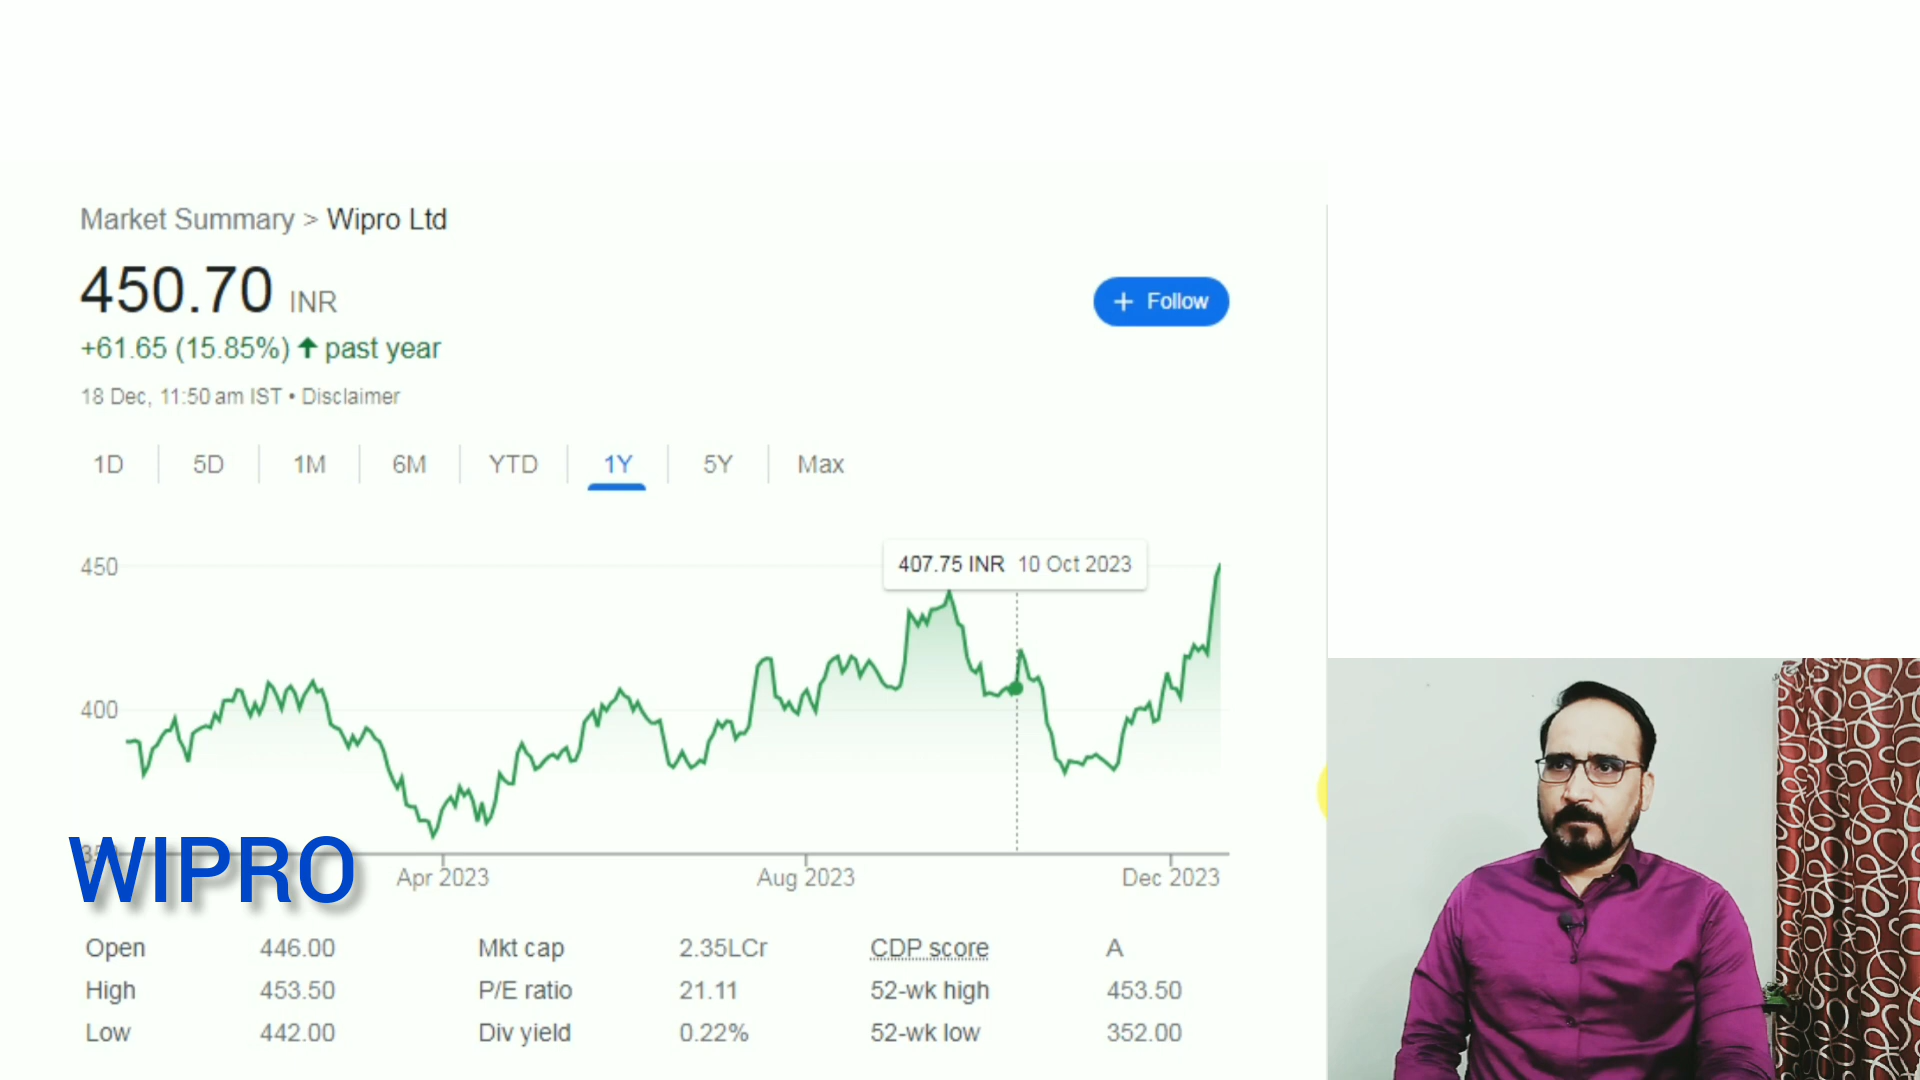 Market Summary > Wipro Ltd
450.70 INR
+ Follow
+61.65 (15.85%) ↑ past year
18 Dec, 11:50 am IST • Disclaimer
1D 5D 1M 6M YTD 1Y 5Y Max
407.75 INR 10 Oct 2023
450
400
WIPRO
Apr 2023 Aug 2023 Dec 2023
Open 446.00 Mkt cap 2.35LCr CDP score A
High 453.50 P/E ratio 21.11 52-wk high 453.50
Low 442.00 Div yield 0.22% 52-wk low 352.00